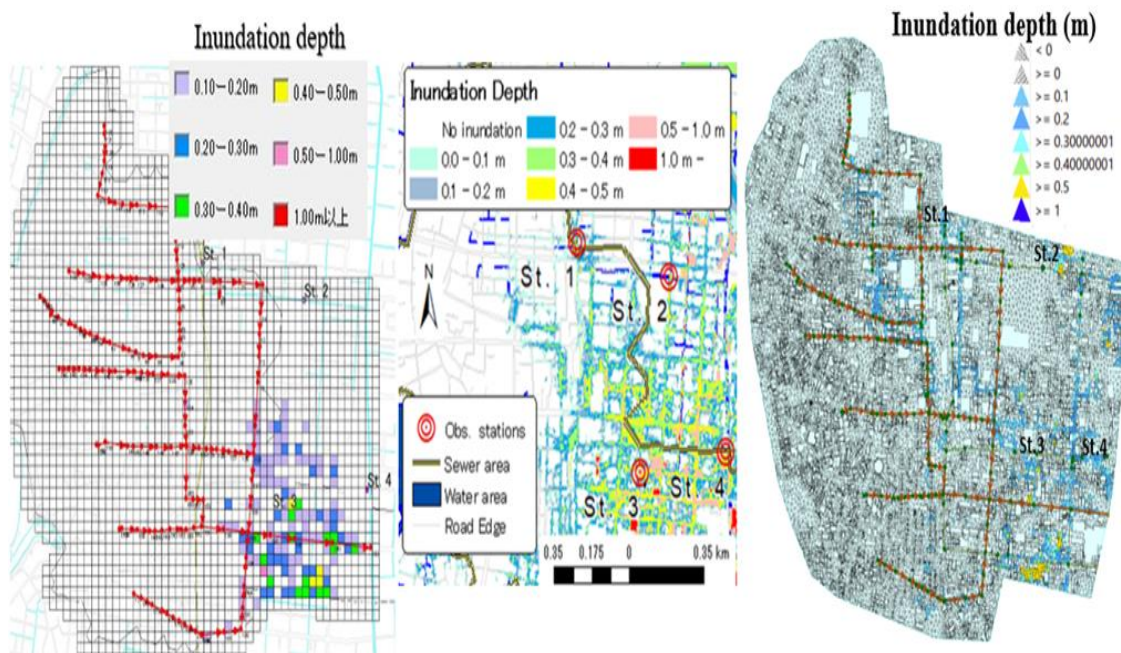 Inundation depth
0.10−0.20m
0.40−0.50m
0.20−0.30m
0.50−1.00m
0.30−0.40m
1.00m以上
St. 1
St. 2
St. 3
St. 4
Inundation Depth
No inundation
0.2 - 0.3 m
0.5 - 1.0 m
0.0 - 0.1 m
0.3 - 0.4 m
1.0 m -
0.1 - 0.2 m
0.4 - 0.5 m
N
St. 1
St. 2
St. 3
St. 4
Obs. stations
Sewer area
Water area
Road Edge
0.35 0.175 0 0.35 km
Inundation depth (m)
< 0
>= 0
>= 0.1
>= 0.2
>= 0.30000001
>= 0.40000001
>= 0.5
>= 1
St.1
St.2
St.3
St.4